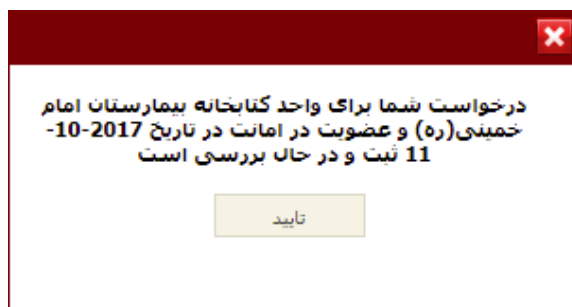 درخواست شما برای واحد کتابخانه بیمارستان امام
خمینی(ره) و عضویت در امانت در تاریخ 2017-10-
11 ثبت و در حال بررسی است
تایید